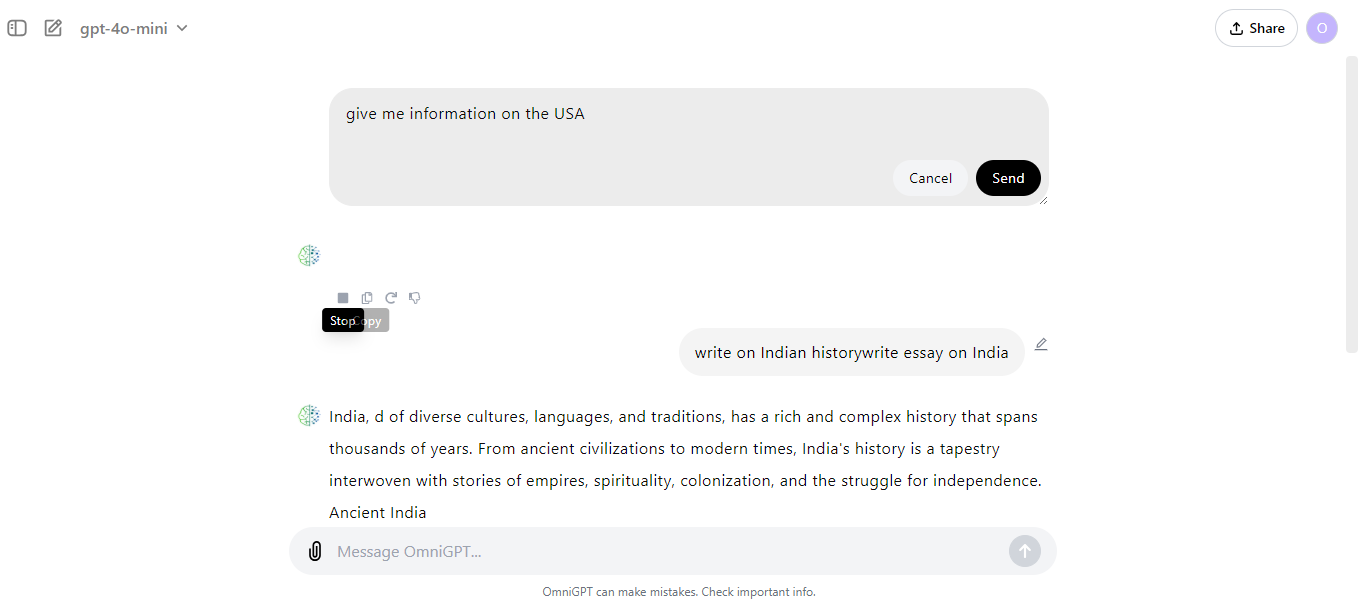 gpt-4o-mini
Share
O
give me information on the USA
Cancel
Send
Stop
Copy
write on Indian historywrite essay on India
India, d of diverse cultures, languages, and traditions, has a rich and complex history that spans
thousands of years. From ancient civilizations to modern times, India's history is a tapestry
interwoven with stories of empires, spirituality, colonization, and the struggle for independence.
Ancient India
Message OmniGPT...
OmniGPT can make mistakes. Check important info.